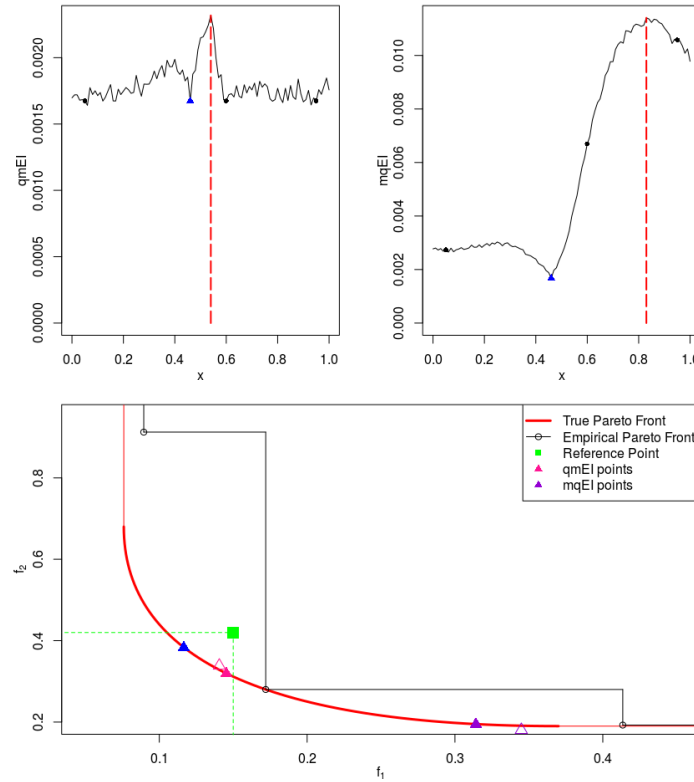 qmEI
0.0000 0.0005 0.0010 0.0015 0.0020
0.0 0.2 0.4 0.6 0.8 1.0
x
mqEI
0.000 0.002 0.004 0.006 0.008 0.010
0.0 0.2 0.4 0.6 0.8 1.0
x
True Pareto Front
Empirical Pareto Front
Reference Point
qmEI points
mqEI points
f₂
0.2 0.4 0.6 0.8
0.1 0.2 0.3 0.4
f₁